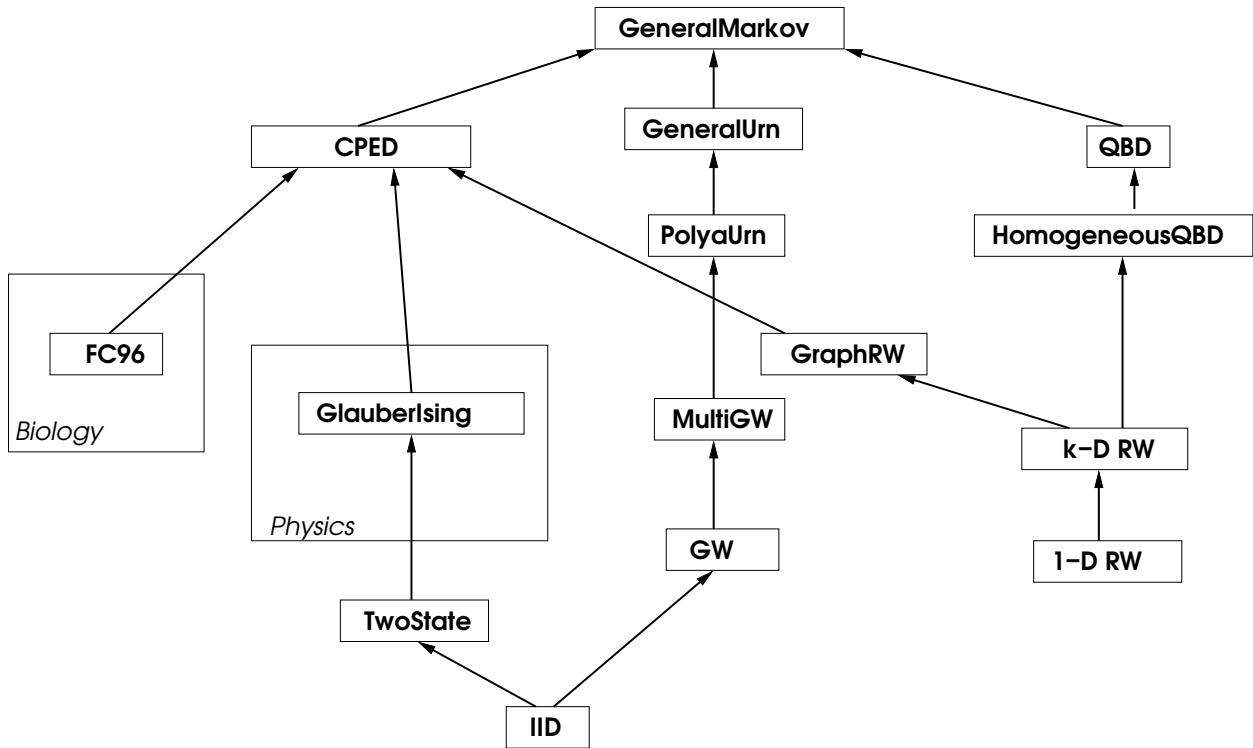 GeneralMarkov
GeneralUrn
CPED
QBD
PolyaUrn
HomogeneousQBD
FC96
GraphRW
GlauberIsing
MultiGW
Biology
k–D RW
Physics
GW
1–D RW
TwoState
IID